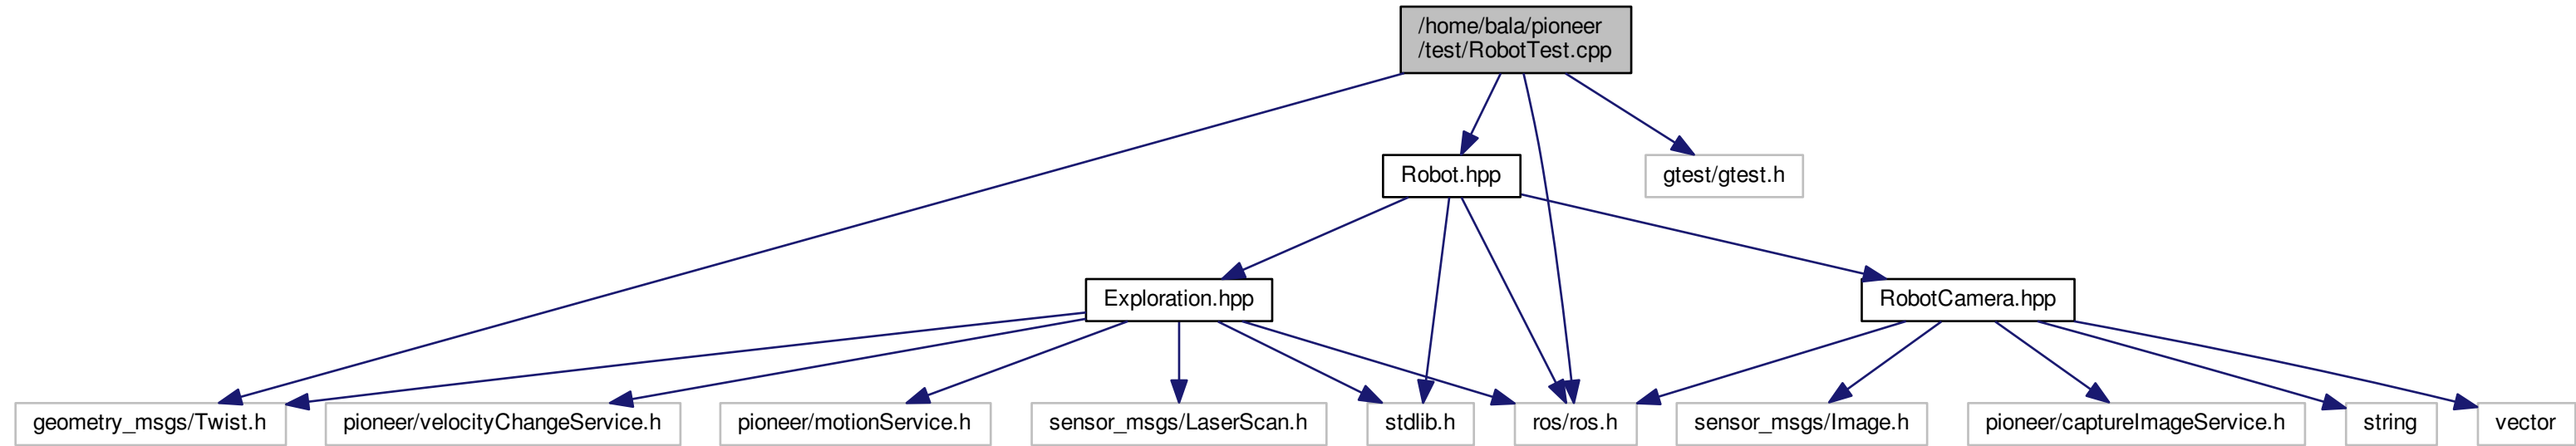 /home/bala/pioneer
/test/RobotTest.cpp
Robot.hpp
gtest/gtest.h
Exploration.hpp
RobotCamera.hpp
geometry_msgs/Twist.h
pioneer/velocityChangeService.h
pioneer/motionService.h
sensor_msgs/LaserScan.h
stdlib.h
ros/ros.h
sensor_msgs/Image.h
pioneer/captureImageService.h
string
vector